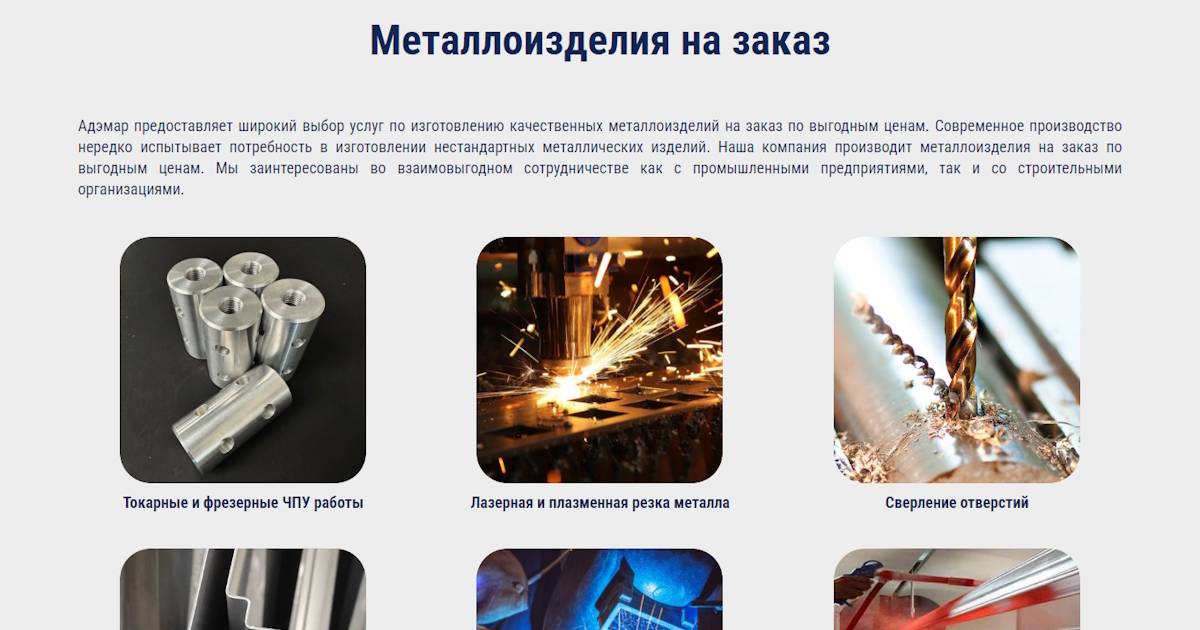 Металлоизделия на заказ
Адэмар предоставляет широкий выбор услуг по изготовлению качественных металлоизделий на заказ по выгодным ценам. Современное производство
нередко испытывает потребность в изготовлении нестандартных металлических изделий. Наша компания производит металлоизделия на заказ по
выгодным ценам. Мы заинтересованы во взаимовыгодном сотрудничестве как с промышленными предприятиями, так и со строительными
организациями.
Токарные и фрезерные ЧПУ работы
Лазерная и плазменная резка металла
Сверление отверстий